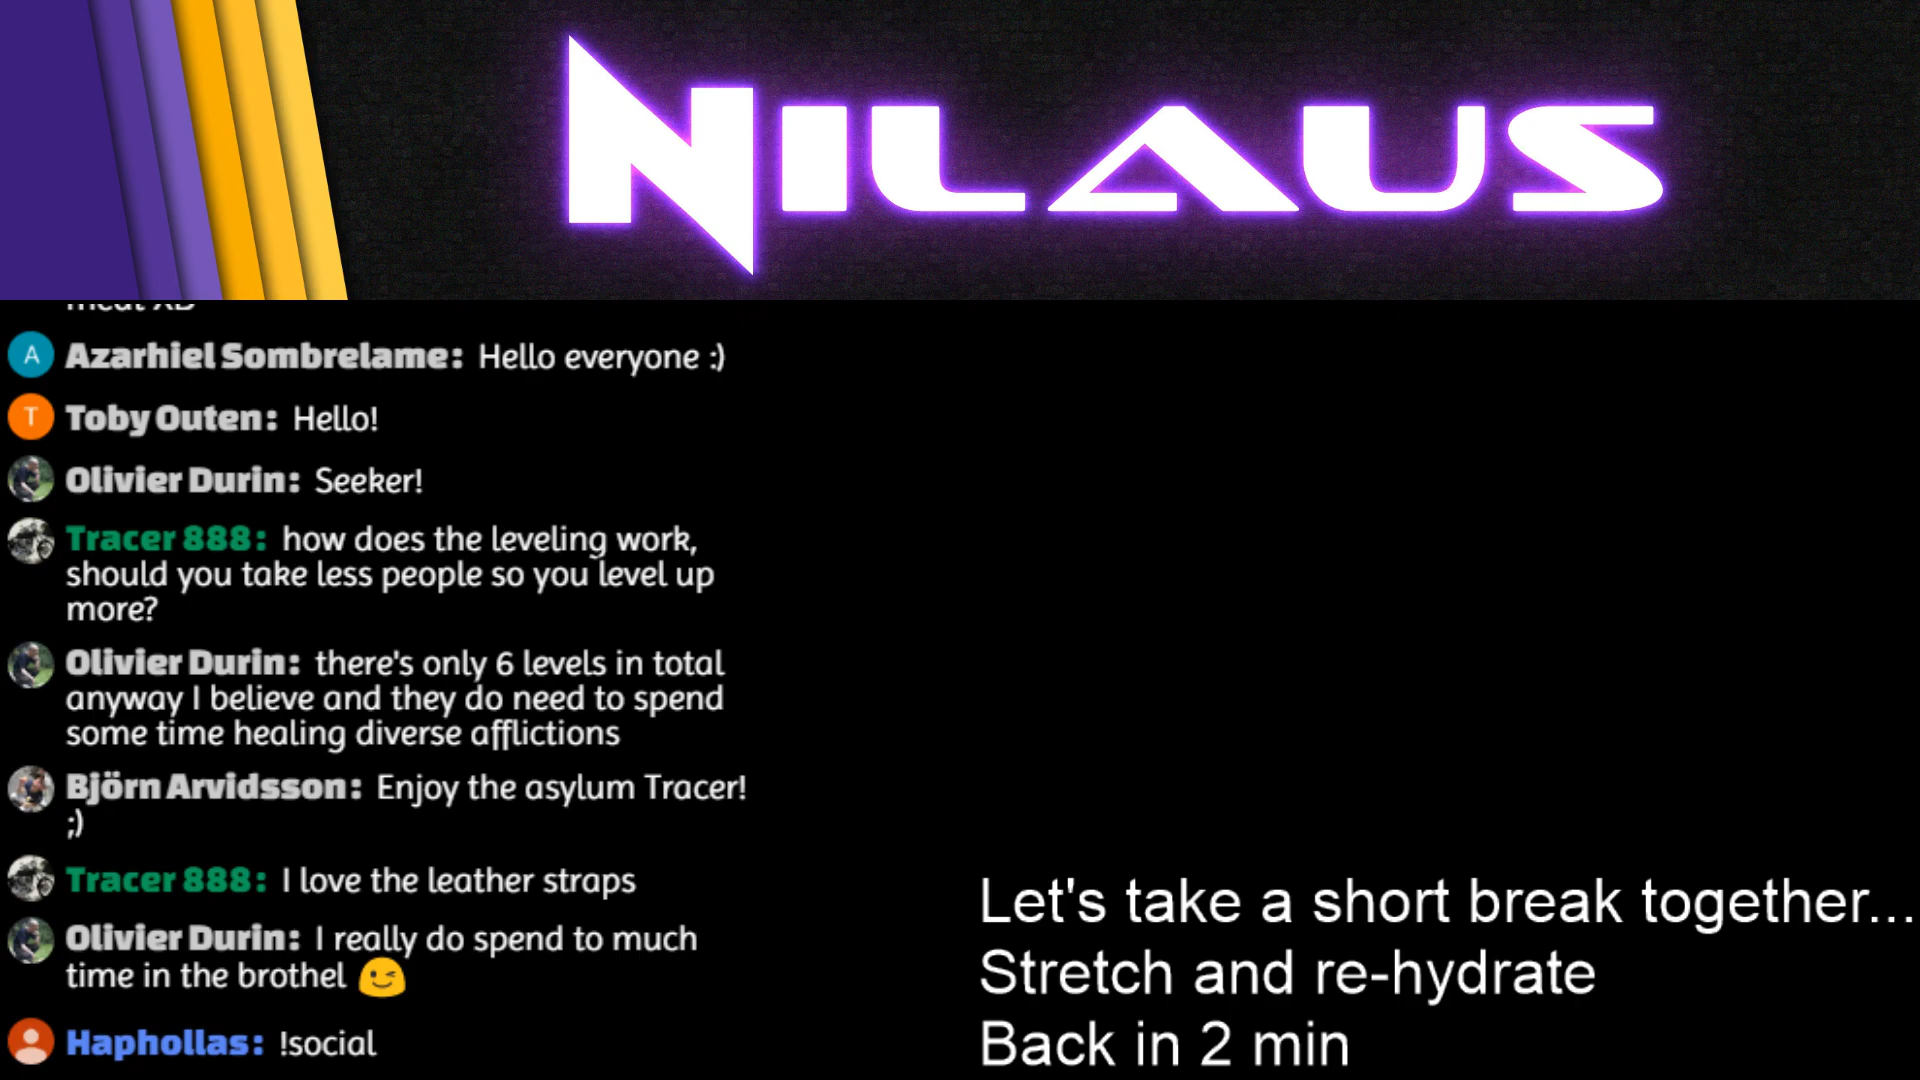 NILAUS
meat XD
A Azarhiel Sombrelame: Hello everyone :)
T Toby Outen: Hello!
Olivier Durin: Seeker!
Tracer 888: how does the leveling work,
should you take less people so you level up
more?
Olivier Durin: there's only 6 levels in total
anyway I believe and they do need to spend
some time healing diverse afflictions
Björn Arvidsson: Enjoy the asylum Tracer!
;)
Tracer 888: I love the leather straps
Olivier Durin: I really do spend to much
time in the brothel 😉
Haphollas: !social
Let's take a short break together...
Stretch and re-hydrate
Back in 2 min